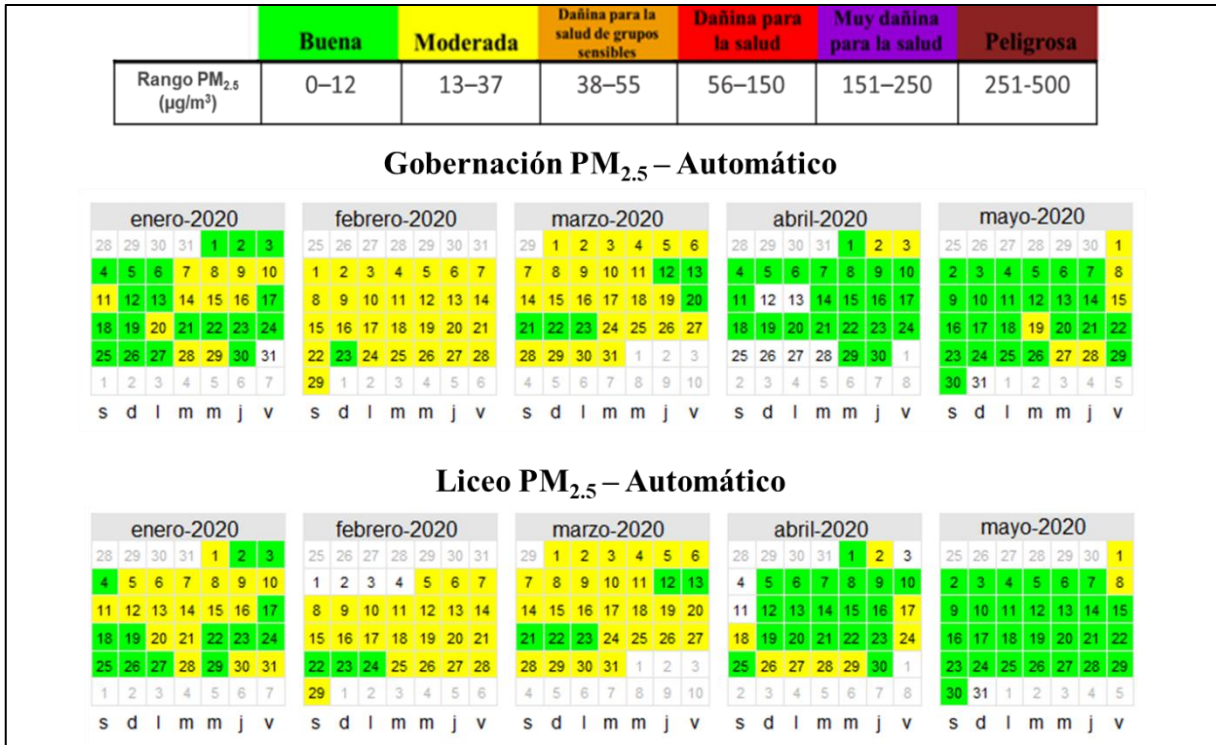 Buena Moderada Dañina para la salud de grupos sensibles Dañina para la salud Muy dañina para la salud Peligrosa
Rango PM2.5 (µg/m³) 0–12 13–37 38–55 56–150 151–250 251-500
Gobernación PM2.5 – Automático
enero-2020 febrero-2020 marzo-2020 abril-2020 mayo-2020
28 29 30 31 1 2 3 25 26 27 28 29 30 31 29 1 2 3 4 5 6 28 29 30 31 1 2 3 25 26 27 28 29 30 1
4 5 6 7 8 9 10 1 2 3 4 5 6 7 7 8 9 10 11 12 13 4 5 6 7 8 9 10 2 3 4 5 6 7 8
11 12 13 14 15 16 17 8 9 10 11 12 13 14 14 15 16 17 18 19 20 11 12 13 14 15 16 17 9 10 11 12 13 14 15
18 19 20 21 22 23 24 15 16 17 18 19 20 21 21 22 23 24 25 26 27 18 19 20 21 22 23 24 16 17 18 19 20 21 22
25 26 27 28 29 30 31 22 23 24 25 26 27 28 28 29 30 31 1 2 3 25 26 27 28 29 30 1 23 24 25 26 27 28 29
1 2 3 4 5 6 7 29 1 2 3 4 5 6 4 5 6 7 8 9 10 2 3 4 5 6 7 8 30 31 1 2 3 4 5
s d l m m j v s d l m m j v s d l m m j v s d l m m j v s d l m m j v
Liceo PM2.5 – Automático
enero-2020 febrero-2020 marzo-2020 abril-2020 mayo-2020
28 29 30 31 1 2 3 25 26 27 28 29 30 31 29 1 2 3 4 5 6 28 29 30 31 1 2 3 25 26 27 28 29 30 1
4 5 6 7 8 9 10 1 2 3 4 5 6 7 7 8 9 10 11 12 13 4 5 6 7 8 9 10 2 3 4 5 6 7 8
11 12 13 14 15 16 17 8 9 10 11 12 13 14 14 15 16 17 18 19 20 11 12 13 14 15 16 17 9 10 11 12 13 14 15
18 19 20 21 22 23 24 15 16 17 18 19 20 21 21 22 23 24 25 26 27 18 19 20 21 22 23 24 16 17 18 19 20 21 22
25 26 27 28 29 30 31 22 23 24 25 26 27 28 28 29 30 31 1 2 3 25 26 27 28 29 30 1 23 24 25 26 27 28 29
1 2 3 4 5 6 7 29 1 2 3 4 5 6 4 5 6 7 8 9 10 2 3 4 5 6 7 8 30 31 1 2 3 4 5
s d l m m j v s d l m m j v s d l m m j v s d l m m j v s d l m m j v